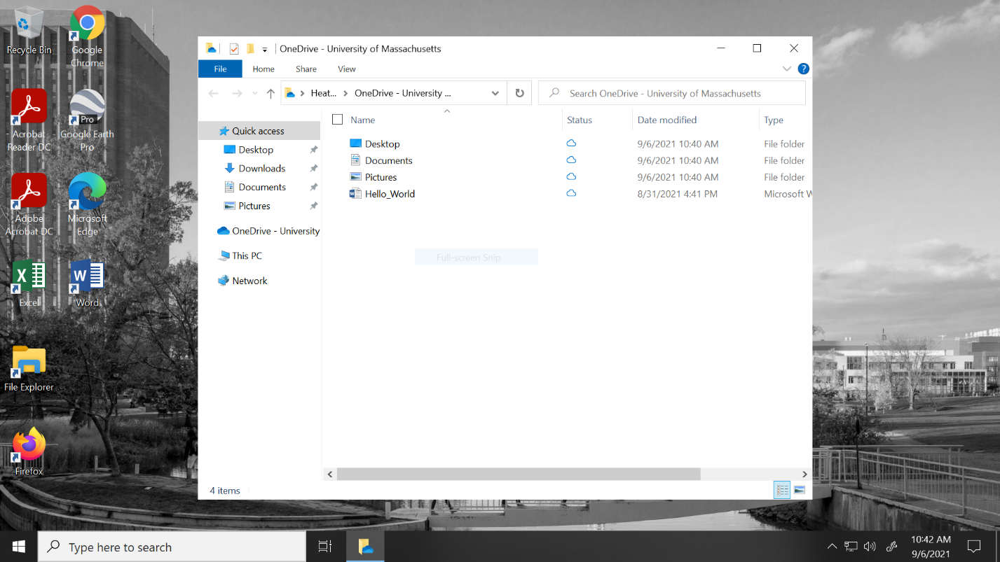 Recycle Bin
Google
Chrome
Acrobat
Reader DC
Pro
Google Earth
Pro
Adobe
Acrobat DC
Microsoft
Edge
Excel
Word
File Explorer
Firefox
OneDrive - University of Massachusetts
File Home Share View
?
Heat... OneDrive - University ...
Search OneDrive - University of Massachusetts
Name Status Date modified Type
Quick access
Desktop
Downloads
Documents
Pictures
OneDrive - University
This PC
Network
Desktop 9/6/2021 10:40 AM File folder
Documents 9/6/2021 10:40 AM File folder
Pictures 9/6/2021 10:40 AM File folder
Hello_World 8/31/2021 4:41 PM Microsoft W
Full-screen Snip
4 items
Type here to search
10:42 AM
9/6/2021